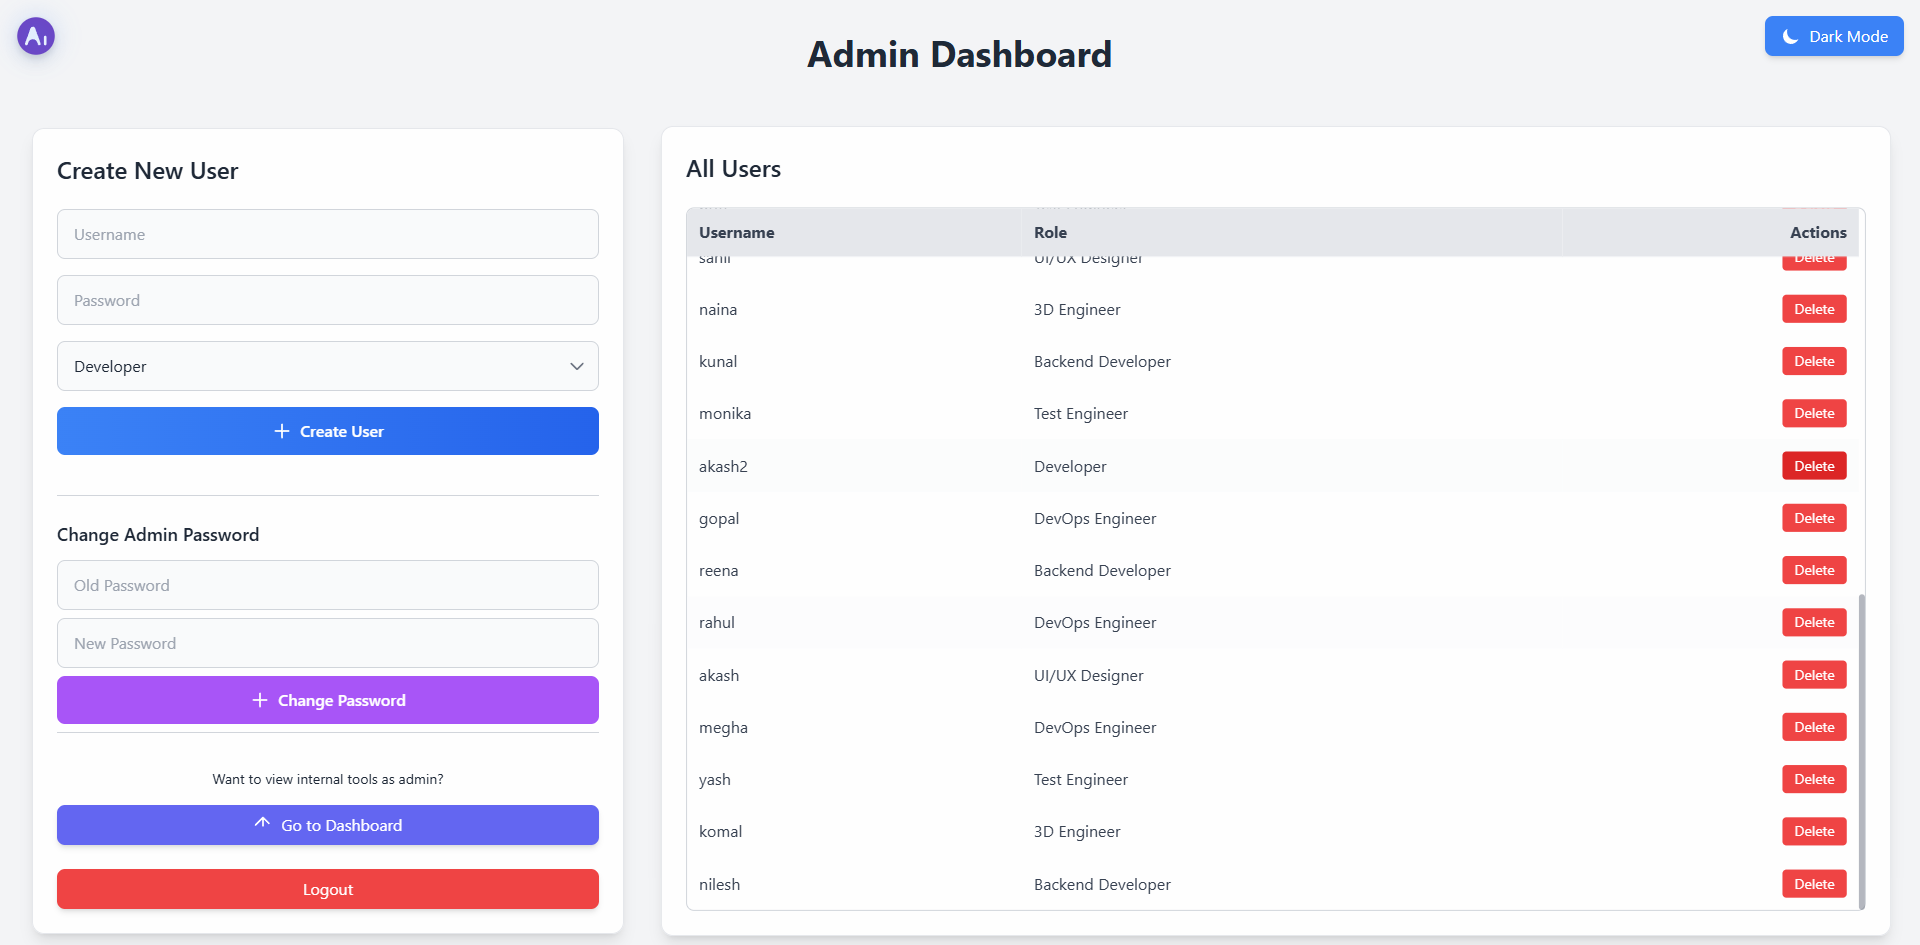 AI
Admin Dashboard
Dark Mode
Create New User
Username
Password
Developer
Create User
Change Admin Password
Old Password
New Password
Change Password
Want to view internal tools as admin?
Go to Dashboard
Logout
All Users
Username Role Actions
sahil UI/UX Designer Delete
naina 3D Engineer Delete
kunal Backend Developer Delete
monika Test Engineer Delete
akash2 Developer Delete
gopal DevOps Engineer Delete
reena Backend Developer Delete
rahul DevOps Engineer Delete
akash UI/UX Designer Delete
megha DevOps Engineer Delete
yash Test Engineer Delete
komal 3D Engineer Delete
nilesh Backend Developer Delete